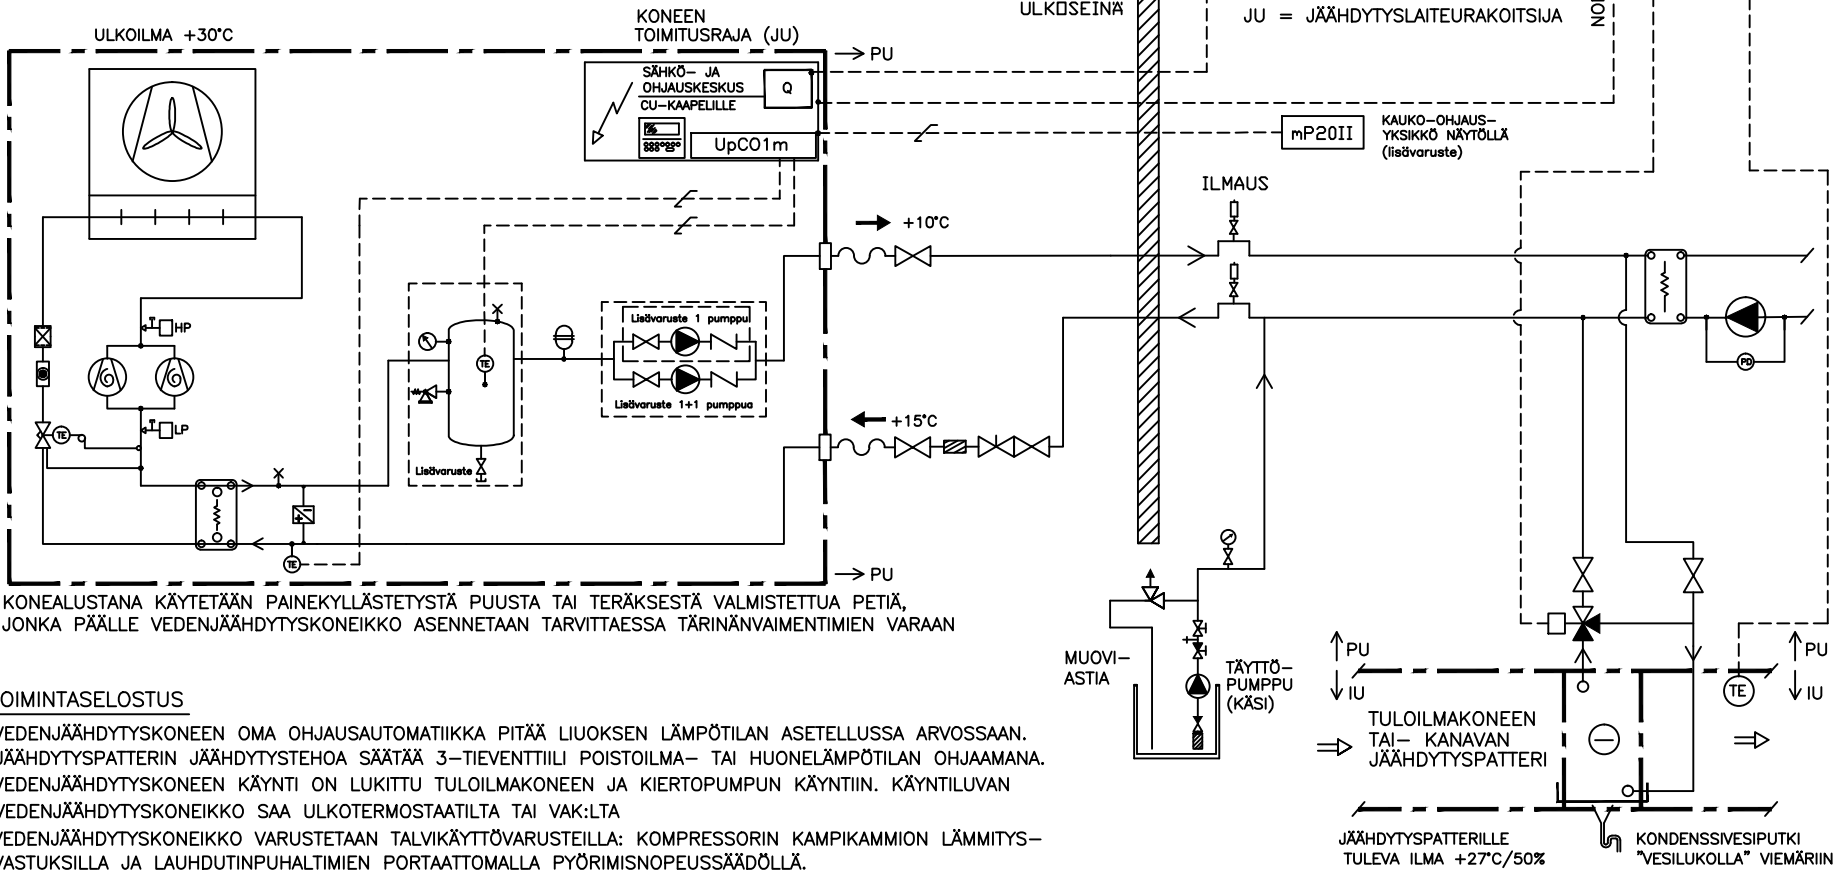 ULKOSEINÄ
JU = JÄÄHDYTYSLAITEURAKOITSIJA
ULKOILMA +30°C
KONEEN
TOIMITUSRAJA (JU)
PU
SÄHKÖ- JA
OHJAUSKESKUS
CU-KAAPELILLE
Q
UpCO1m
mP20II
KAUKO-OHJAUS-
YKSIKKÖ NÄYTÖLLÄ
(lisävaruste)
ILMAUS
+10°C
HP
Lisävaruste 1 pumppu
TE
Lisävaruste 1+1 pumppua
PD
+15°C
TE
LP
Lisävaruste
TE
PU
KONEALUSTANA KÄYTETÄÄN PAINEKYLLÄSTETYSTÄ PUUSTA TAI TERÄKSESTÄ VALMISTETTUA PETIÄ,
JONKA PÄÄLLE VEDENJÄÄHDYTYSKONEIKKO ASENNETAAN TARVITTAESSA TÄRINÄNVAIMENTIMIEN VARAAN
MUOVI-
ASTIA
TÄYTTÖ-
PUMPPU
(KÄSI)
PU
IU
PU
IU
TE
TULOILMAKONEEN
TAI- KANAVAN
JÄÄHDYTYSPATTERI
OIMINTASELOSTUS
VEDENJÄÄHDYTYSKONEEN OMA OHJAUSAUTOMATIIKKA PITÄÄ LIUOKSEN LÄMPÖTILAN ASETELLUSSA ARVOSSAAN.
JÄÄHDYTYSPATTERIN JÄÄHDYTYSTEHOA SÄÄTÄÄ 3-TIEVENTTIILI POISTOILMA- TAI HUONELÄMPÖTILAN OHJAAMANA.
VEDENJÄÄHDYTYSKONEEN KÄYNTI ON LUKITTU TULOILMAKONEEN JA KIERTOPUMPUN KÄYNTIIN. KÄYNTILUVAN
VEDENJÄÄHDYTYSKONEIKKO SAA ULKOTERMOSTAATILTA TAI VAK:LTA
VEDENJÄÄHDYTYSKONEIKKO VARUSTETAAN TALVIKÄYTTÖVARUSTEILLA: KOMPRESSORIN KAMPIKAMMION LÄMMITYS-
VASTUKSILLA JA LAUHDUTINPUHALTIMIEN PORTAATTOMALLA PYÖRIMISNOPEUSSÄÄDÖLLÄ.
JÄÄHDYTYSPATTERILLE
TULEVA ILMA +27°C/50%
KONDENSSIVESIPUTKI
"VESILUKOLLA" VIEMÄRIIN